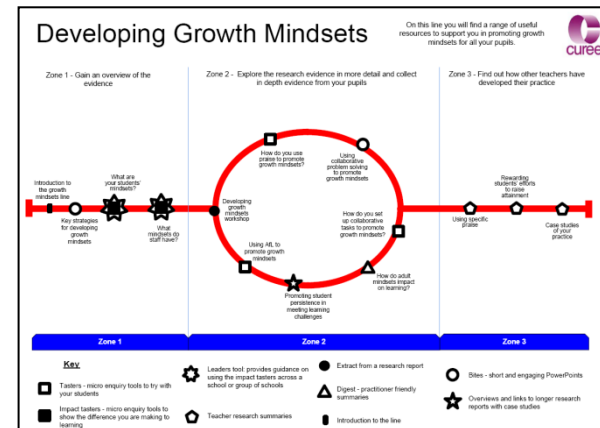 Developing Growth Mindsets
On this line you will find a range of useful
resources to support you in promoting growth
mindsets for all your pupils.
curee
Zone 1 - Gain an overview of the
evidence
Zone 2 - Explore the research evidence in more detail and collect
in depth evidence from your pupils
Zone 3 - Find out how other teachers have
developed their practice
Introduction to
the growth
mindsets line
Key strategies
for developing
growth
mindsets
What are
your students'
mindsets?
What
mindsets do
staff have?
Developing
growth
mindsets
workshop
How do you use
praise to promote
growth mindsets?
Using
collaborative
problem solving to
promote growth
mindsets
How do you set
up collaborative
tasks to promote
growth mindsets?
Using AfL to
promote growth
mindsets
Promoting student
persistence in
meeting learning
challenges
How do adult
mindsets impact
on learning?
Using specific
praise
Rewarding
students' efforts
to raise
attainment
Case studies
of your
practice
Zone 1
Zone 2
Zone 3
Key
Tasters - micro enquiry tools to try with
your students
Impact tasters - micro enquiry tools to
show the difference you are making to
learning
Leaders tool: provides guidance on
using the impact tasters across a
school or group of schools
Teacher research summaries
Extract from a research report
Digest - practitioner friendly
summaries
Introduction to the line
Bites - short and engaging PowerPoints
Overviews and links to longer research
reports with case studies